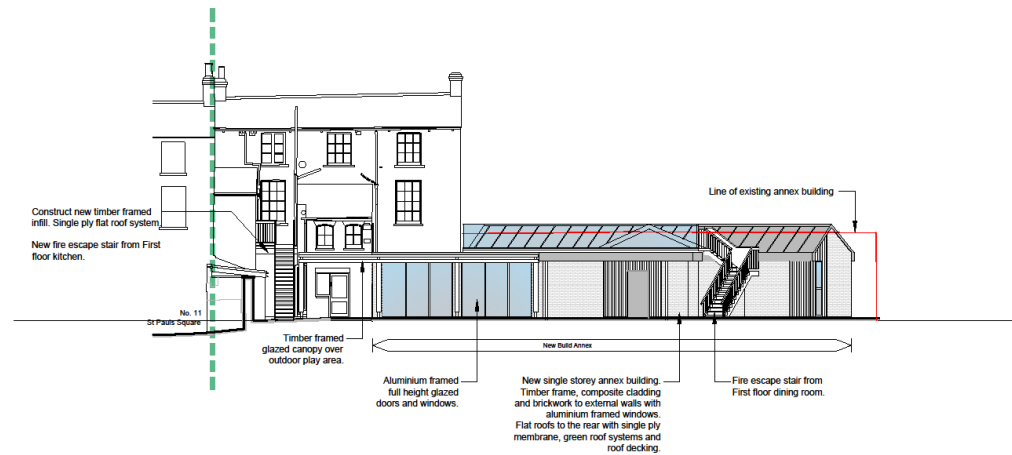 Line of existing annex building
Construct new timber framed
infill. Single ply flat roof system
New fire escape stair from First
floor kitchen.
No. 11
St Pauls Square
Timber framed
glazed canopy over
outdoor play area.
New Build Annex
Aluminium framed
full height glazed
doors and windows.
New single storey annex building.
Timber frame, composite cladding
and brickwork to external walls with
aluminium framed windows.
Flat roofs to the rear with single ply
membrane, green roof systems and
roof decking.
Fire escape stair from
First floor dining room.